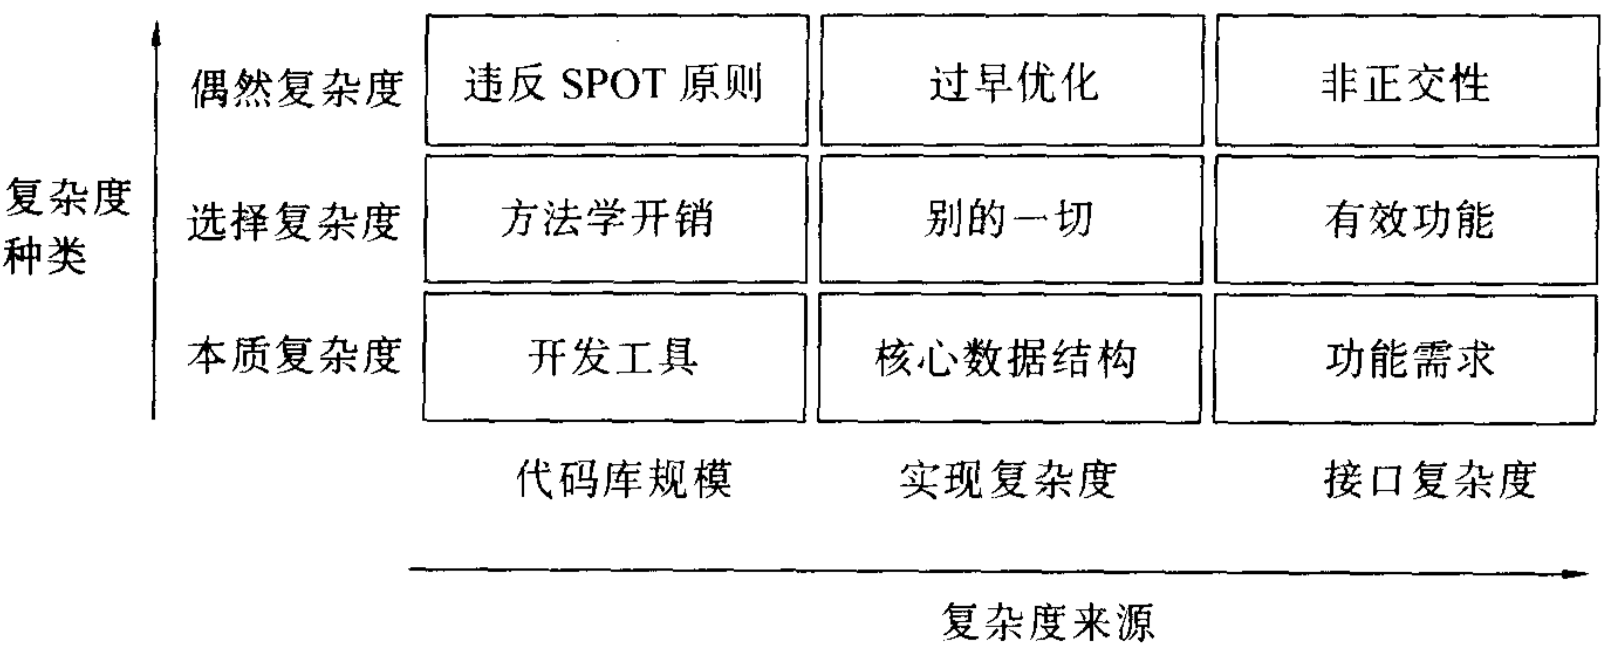 偶然复杂度 违反 SPOT 原则 过早优化 非正交性
复杂度
种类
选择复杂度 方法学开销 别的一切 有效功能
本质复杂度 开发工具 核心数据结构 功能需求
代码库规模 实现复杂度 接口复杂度
复杂度来源